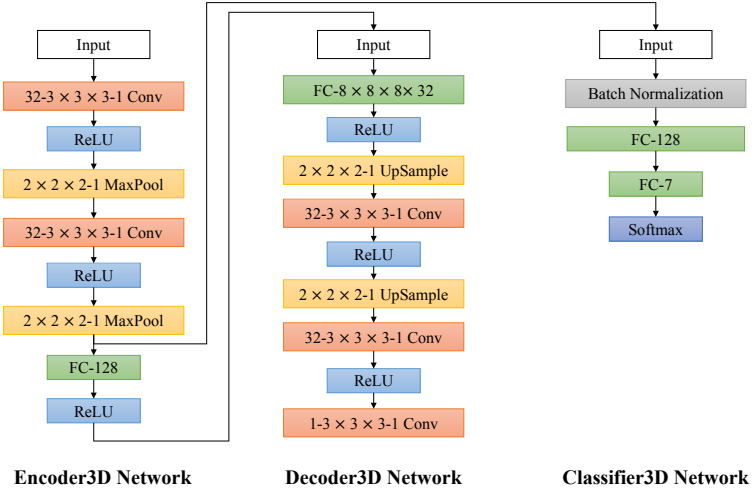 Input
32-3 × 3 × 3-1 Conv
ReLU
2 × 2 × 2-1 MaxPool
32-3 × 3 × 3-1 Conv
ReLU
2 × 2 × 2-1 MaxPool
FC-128
ReLU
Encoder3D Network
Input
FC-8 × 8 × 8× 32
ReLU
2 × 2 × 2-1 UpSample
32-3 × 3 × 3-1 Conv
ReLU
2 × 2 × 2-1 UpSample
32-3 × 3 × 3-1 Conv
ReLU
1-3 × 3 × 3-1 Conv
Decoder3D Network
Input
Batch Normalization
FC-128
FC-7
Softmax
Classifier3D Network